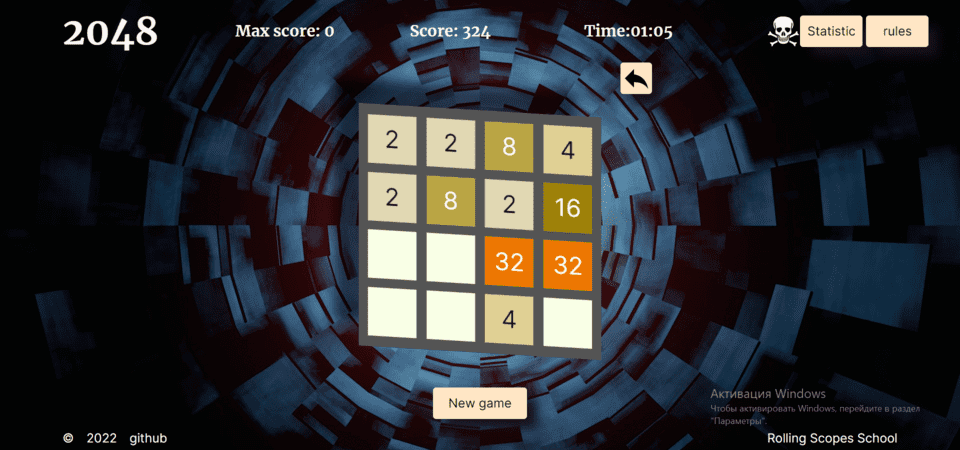 2048 Max score: 0 Score: 324 Time:01:05 Statistic rules
2 2 8 4
2 8 2 16
32 32
4
New game
Активация Windows
Чтобы активировать Windows, перейдите в раздел
"Параметры".
© 2022 github Rolling Scopes School